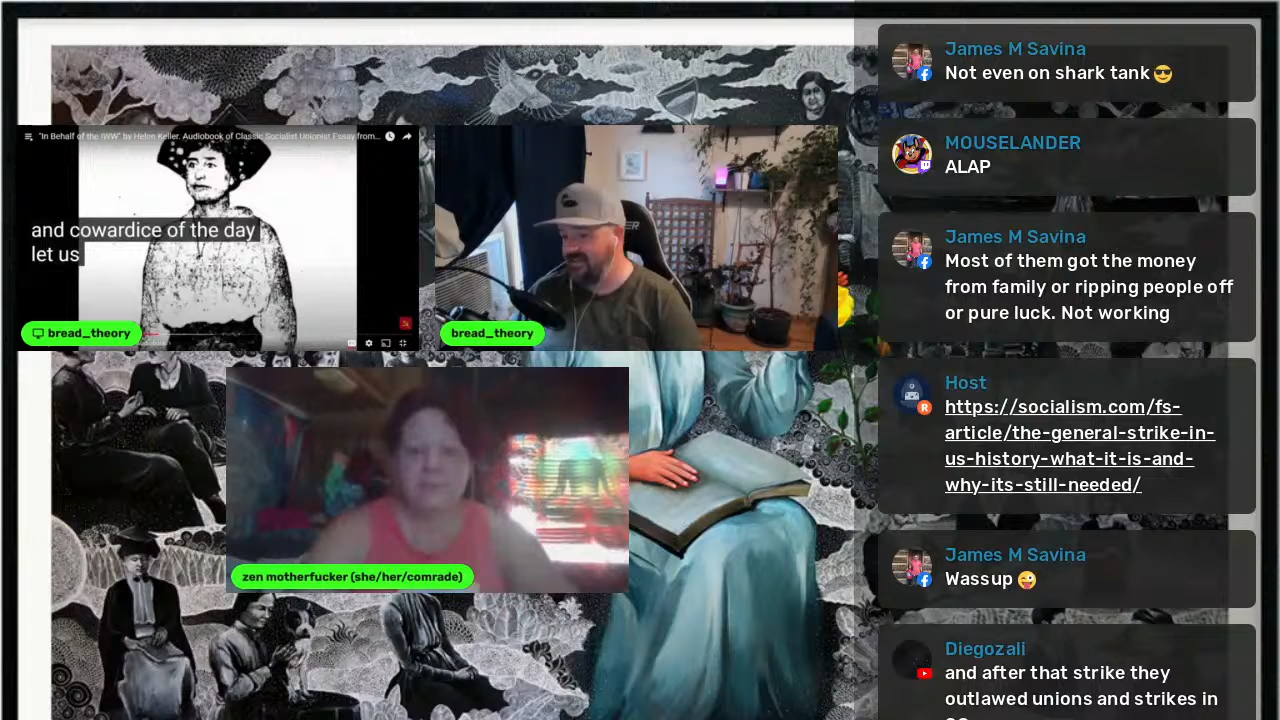 "In Behalf of the IWW" by Helen Keller. Audiobook of Classic Socialist Unionist Essay from...
and cowardice of the day
let us
bread_theory
bread_theory
zen motherfucker (she/her/comrade)
James M Savina
Not even on shark tank 😎
MOUSELANDER
ALAP
James M Savina
Most of them got the money
from family or ripping people off
or pure luck. Not working
Host
https://socialism.com/fs-
article/the-general-strike-in-
us-history-what-it-is-and-
why-its-still-needed/
James M Savina
Wassup 😜
Diegozali
and after that strike they
outlawed unions and strikes in